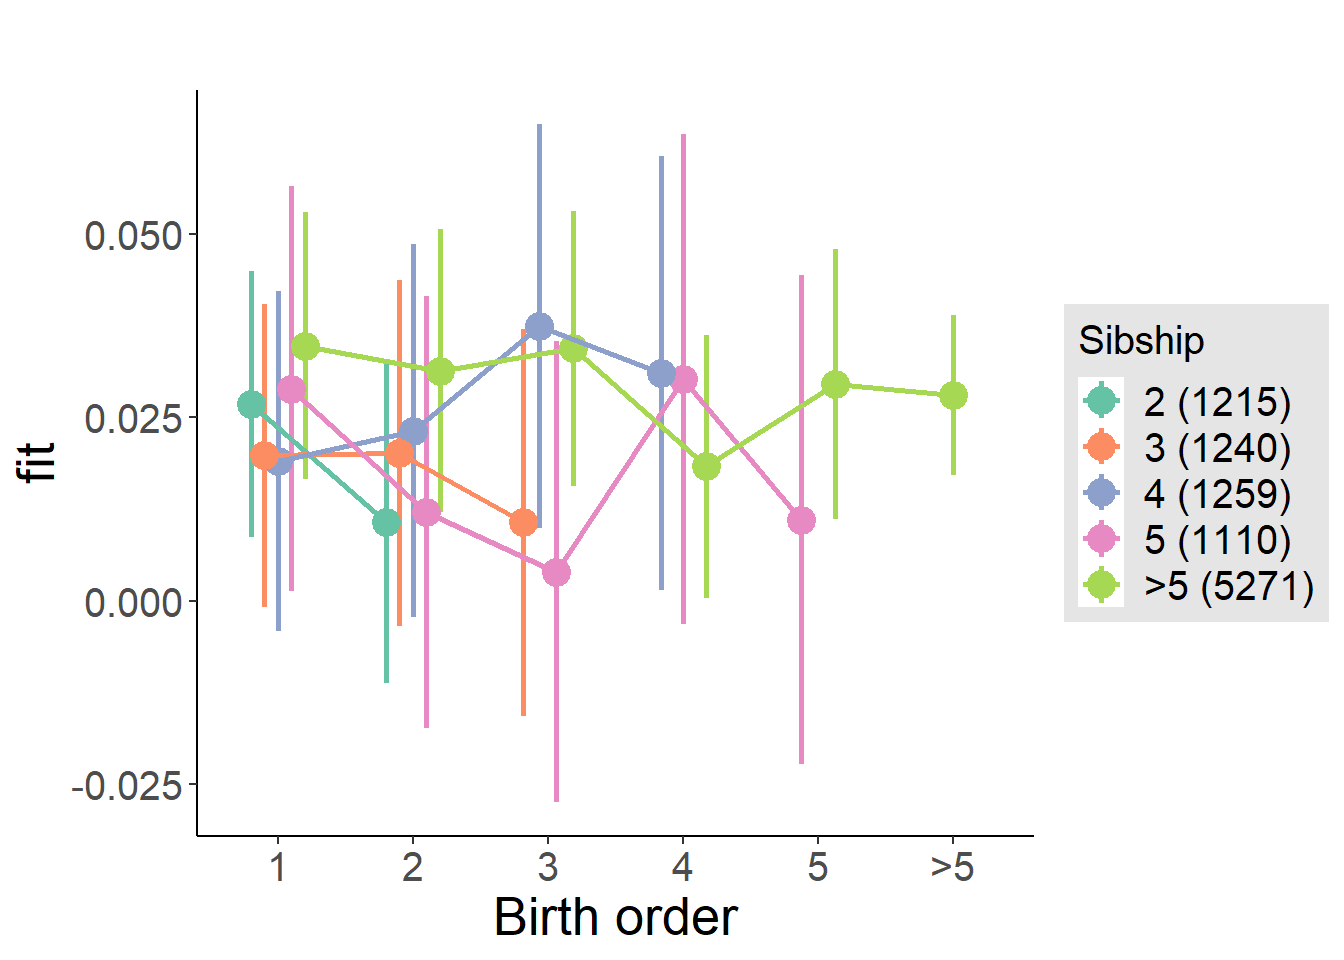 fit
0.050
0.025
0.000
-0.025
1 2 3 4 5 >5
Birth order
Sibship
2 (1215)
3 (1240)
4 (1259)
5 (1110)
>5 (5271)